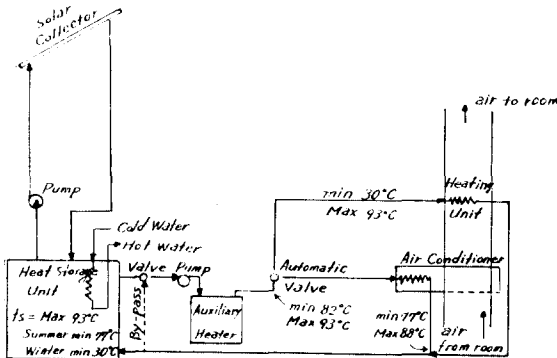 Solar
Collector
air to room
Pump
min 30°C
Max 93°C
Heating
Unit
Cold Water
Hot Water
Heat Storage
Unit
Valve
Pump
Automatic
Valve
Air Conditioner
ts = Max 93°C
Summer min 77°C
Winter min 30°C
By-pass
Auxiliary
Heater
min 82°C
Max 93°C
min 77°C
Max 88°C
air
from room